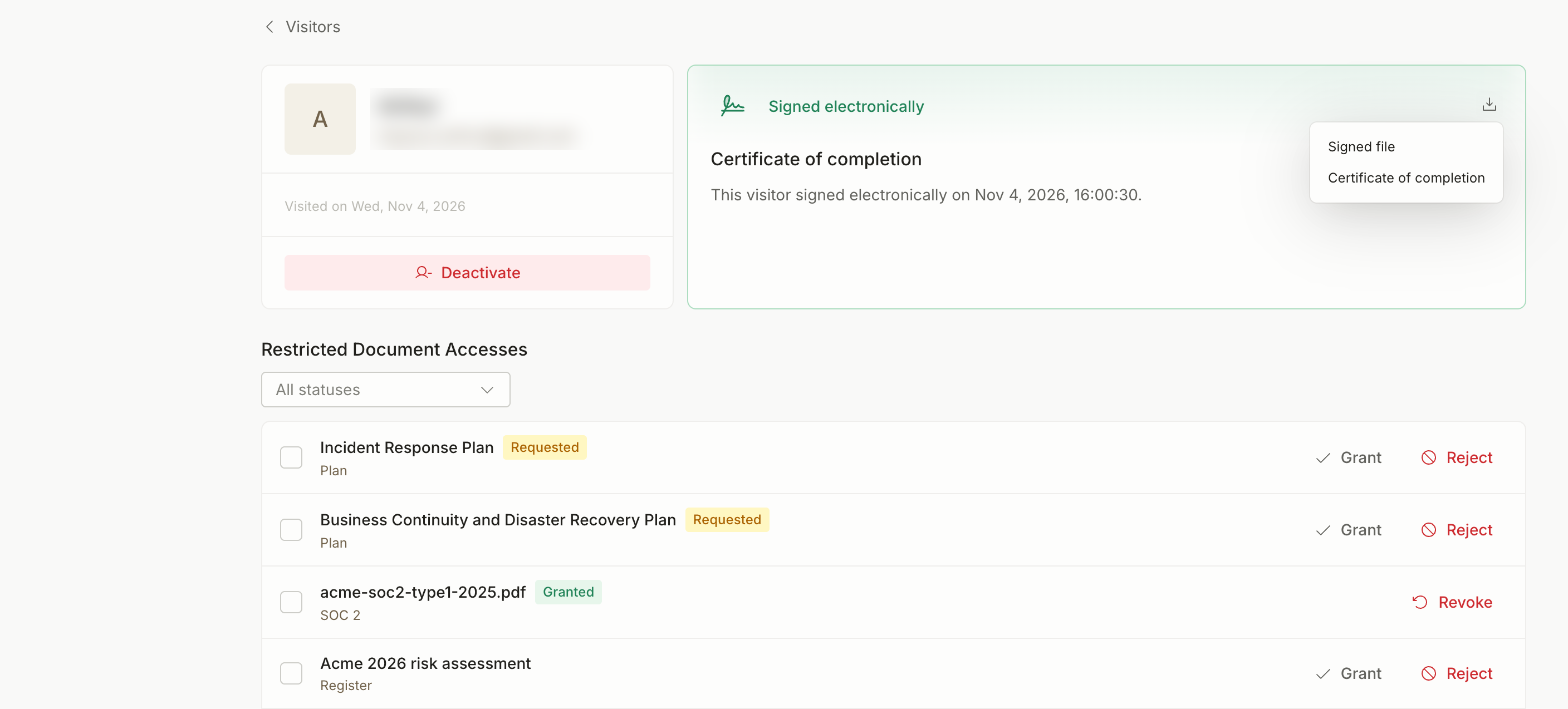 Visitors
A
Visited on Wed, Nov 4, 2026
Deactivate
Signed electronically
Certificate of completion
This visitor signed electronically on Nov 4, 2026, 16:00:30.
Signed file
Certificate of completion
Restricted Document Accesses
All statuses
Incident Response Plan Requested
Plan
Grant Reject
Business Continuity and Disaster Recovery Plan Requested
Plan
Grant Reject
acme-soc2-type1-2025.pdf Granted
SOC 2
Revoke
Acme 2026 risk assessment
Register
Grant Reject